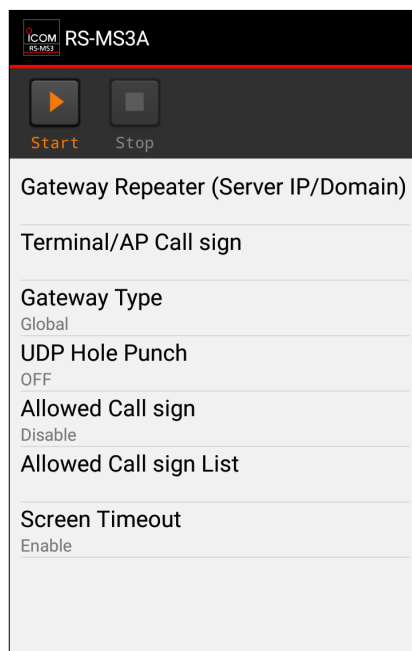 ICOM
RS-MS3
RS-MS3A
Start
Stop
Gateway Repeater (Server IP/Domain)
Terminal/AP Call sign
Gateway Type
Global
UDP Hole Punch
OFF
Allowed Call sign
Disable
Allowed Call sign List
Screen Timeout
Enable